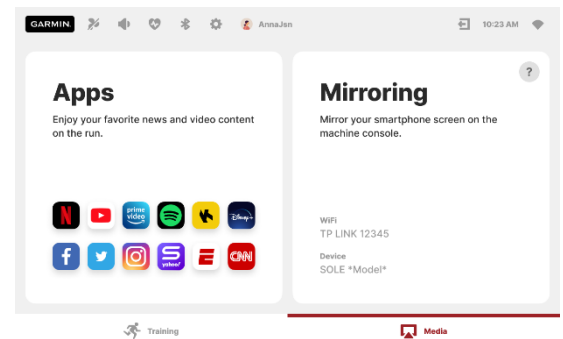 GARMIN.
AnnaJen
10:23 AM
Apps
Enjoy your favorite news and video content
on the run.
N
prime
video
Disney+
f
S
yahoo!
E
CNN
Mirroring
?
Mirror your smartphone screen on the
machine console.
WiFi
TP LINK 12345
Device
SOLE *Model*
Training
Media